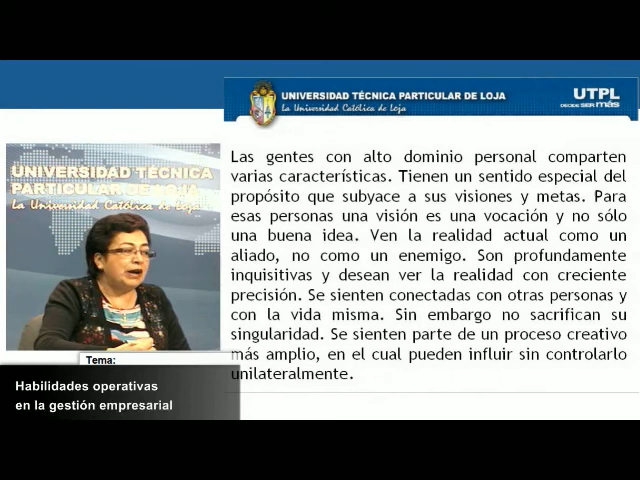 UNIVERSIDAD TÉCNICA PARTICULAR DE LOJA
La Universidad Católica de Loja
UTPL
DECIDE SER más
UNIVERSIDAD TÉCNICA
PARTICULAR DE LOJA
La Universidad Católica de Loja
Las gentes con alto dominio personal comparten
varias características. Tienen un sentido especial del
propósito que subyace a sus visiones y metas. Para
esas personas una visión es una vocación y no sólo
una buena idea. Ven la realidad actual como un
aliado, no como un enemigo. Son profundamente
inquisitivas y desean ver la realidad con creciente
precisión. Se sienten conectadas con otras personas y
con la vida misma. Sin embargo no sacrifican su
singularidad. Se sienten parte de un proceso creativo
más amplio, en el cual pueden influir sin controlarlo
unilateralmente.
Tema:
Habilidades operativas
en la gestión empresarial